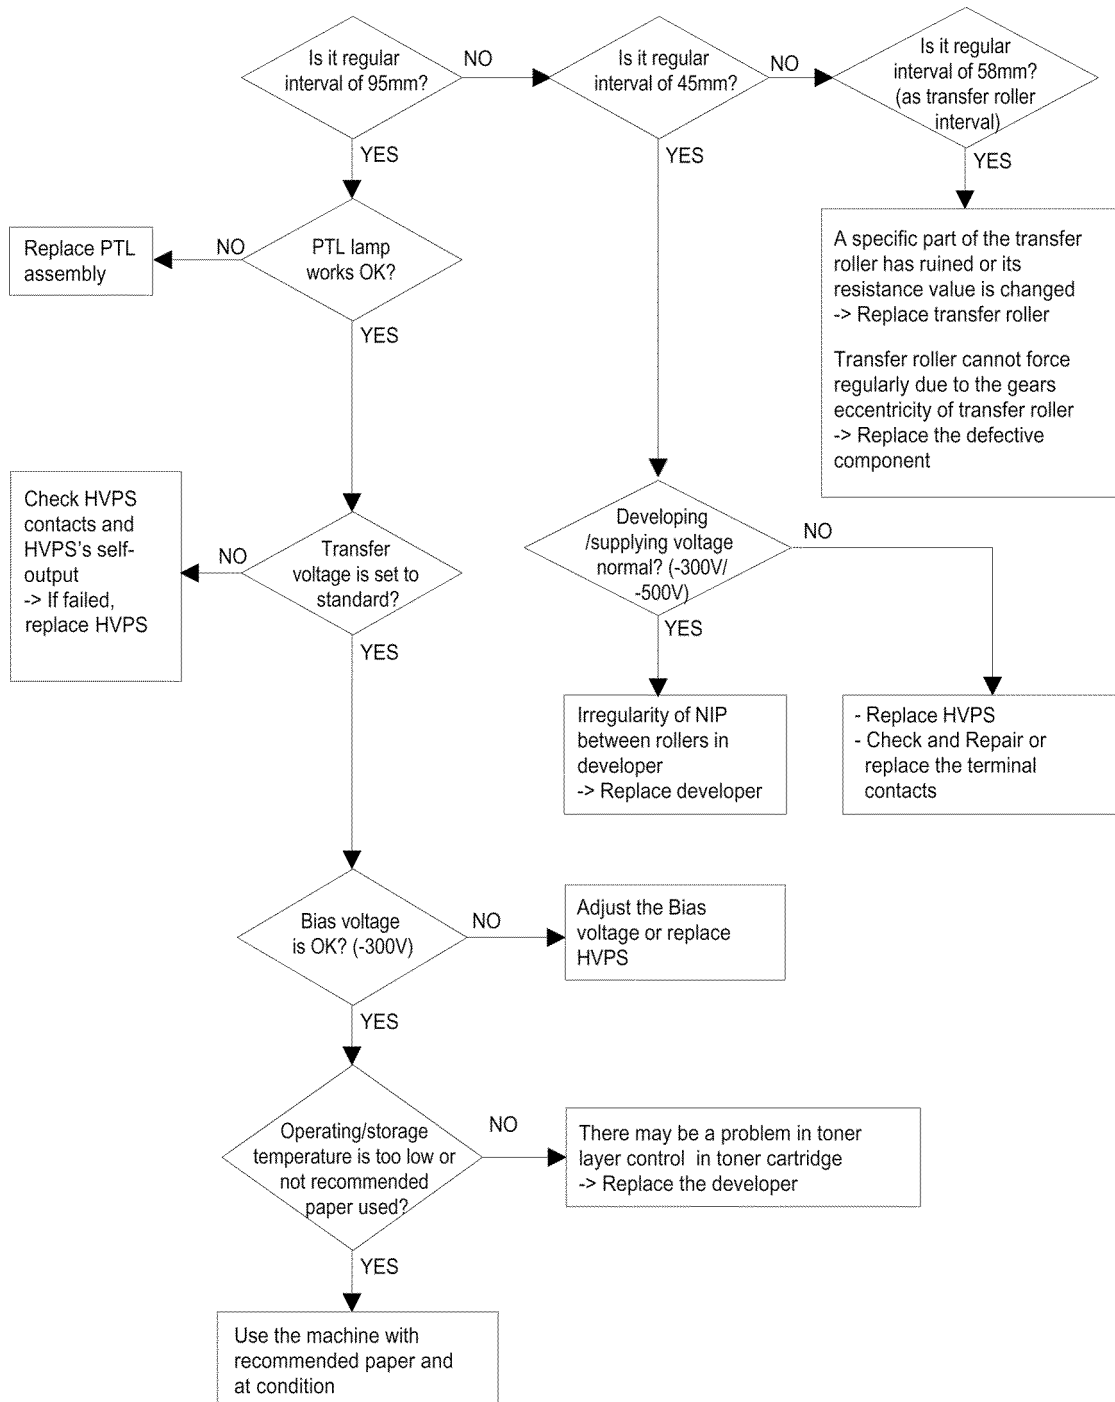 Is it regular
interval of 95mm?
NO
Is it regular
interval of 45mm?
NO
Is it regular
interval of 58mm?
(as transfer roller
interval)
YES
YES
YES
Replace PTL
assembly
NO
PTL lamp
works OK?
YES
A specific part of the transfer
roller has ruined or its
resistance value is changed
-> Replace transfer roller
Transfer roller cannot force
regularly due to the gears
eccentricity of transfer roller
-> Replace the defective
component
Check HVPS
contacts and
HVPS's self-
output
-> If failed,
replace HVPS
NO
Transfer
voltage is set to
standard?
YES
Developing
/supplying voltage
normal? (-300V/
-500V)
NO
YES
Irregularity of NIP
between rollers in
developer
-> Replace developer
- Replace HVPS
- Check and Repair or
replace the terminal
contacts
Bias voltage
is OK? (-300V)
NO
Adjust the Bias
voltage or replace
HVPS
YES
Operating/storage
temperature is too low or
not recommended
paper used?
NO
There may be a problem in toner
layer control in toner cartridge
-> Replace the developer
YES
Use the machine with
recommended paper and
at condition